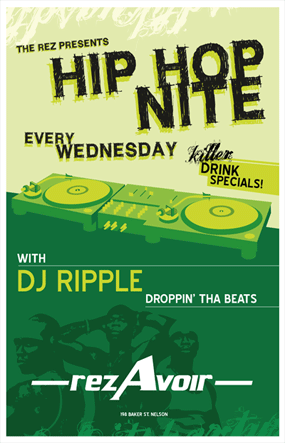 THE REZ PRESENTS
HIP HOP
NITE
EVERY
WEDNESDAY
Killer
DRINK
SPECIALS!
WITH
DJ RIPPLE
DROPPIN' THA BEATS
rezAvoir
198 BAKER ST. NELSON